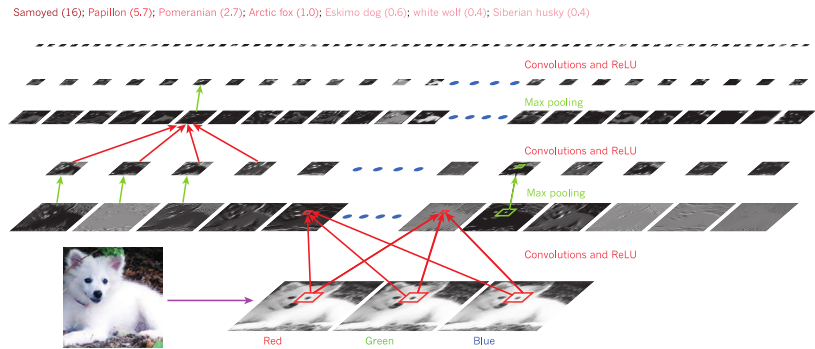 Samoyed (16); Papillon (5.7); Pomeranian (2.7); Arctic fox (1.0); Eskimo dog (0.6); white wolf (0.4); Siberian husky (0.4)
Convolutions and ReLU
Max pooling
Convolutions and ReLU
Max pooling
Convolutions and ReLU
Red
Green
Blue